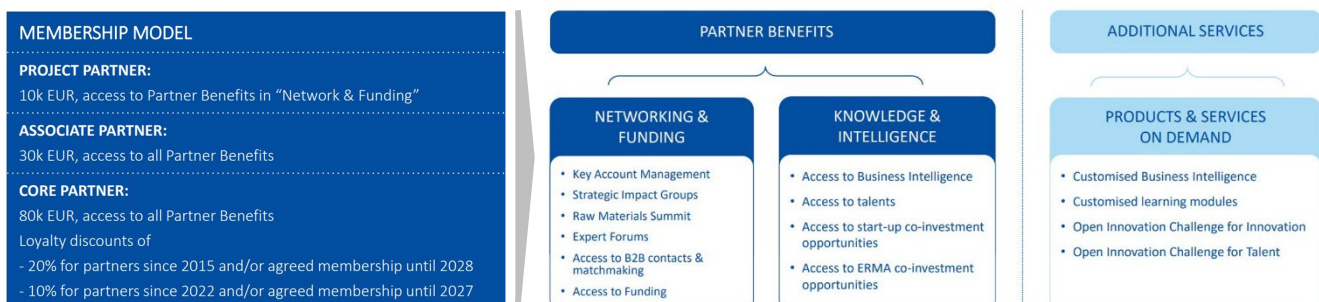 MEMBERSHIP MODEL
PROJECT PARTNER:
10k EUR, access to Partner Benefits in “Network & Funding”
ASSOCIATE PARTNER:
30k EUR, access to all Partner Benefits
CORE PARTNER:
80k EUR, access to all Partner Benefits
Loyalty discounts of
- 20% for partners since 2015 and/or agreed membership until 2028
- 10% for partners since 2022 and/or agreed membership until 2027
PARTNER BENEFITS
NETWORKING &
FUNDING
• Key Account Management
• Strategic Impact Groups
• Raw Materials Summit
• Expert Forums
• Access to B2B contacts &
matchmaking
• Access to Funding
KNOWLEDGE &
INTELLIGENCE
• Access to Business Intelligence
• Access to talents
• Access to start-up co-investment
opportunities
• Access to ERMA co-investment
opportunities
ADDITIONAL SERVICES
PRODUCTS & SERVICES
ON DEMAND
• Customised Business Intelligence
• Customised learning modules
• Open Innovation Challenge for Innovation
• Open Innovation Challenge for Talent